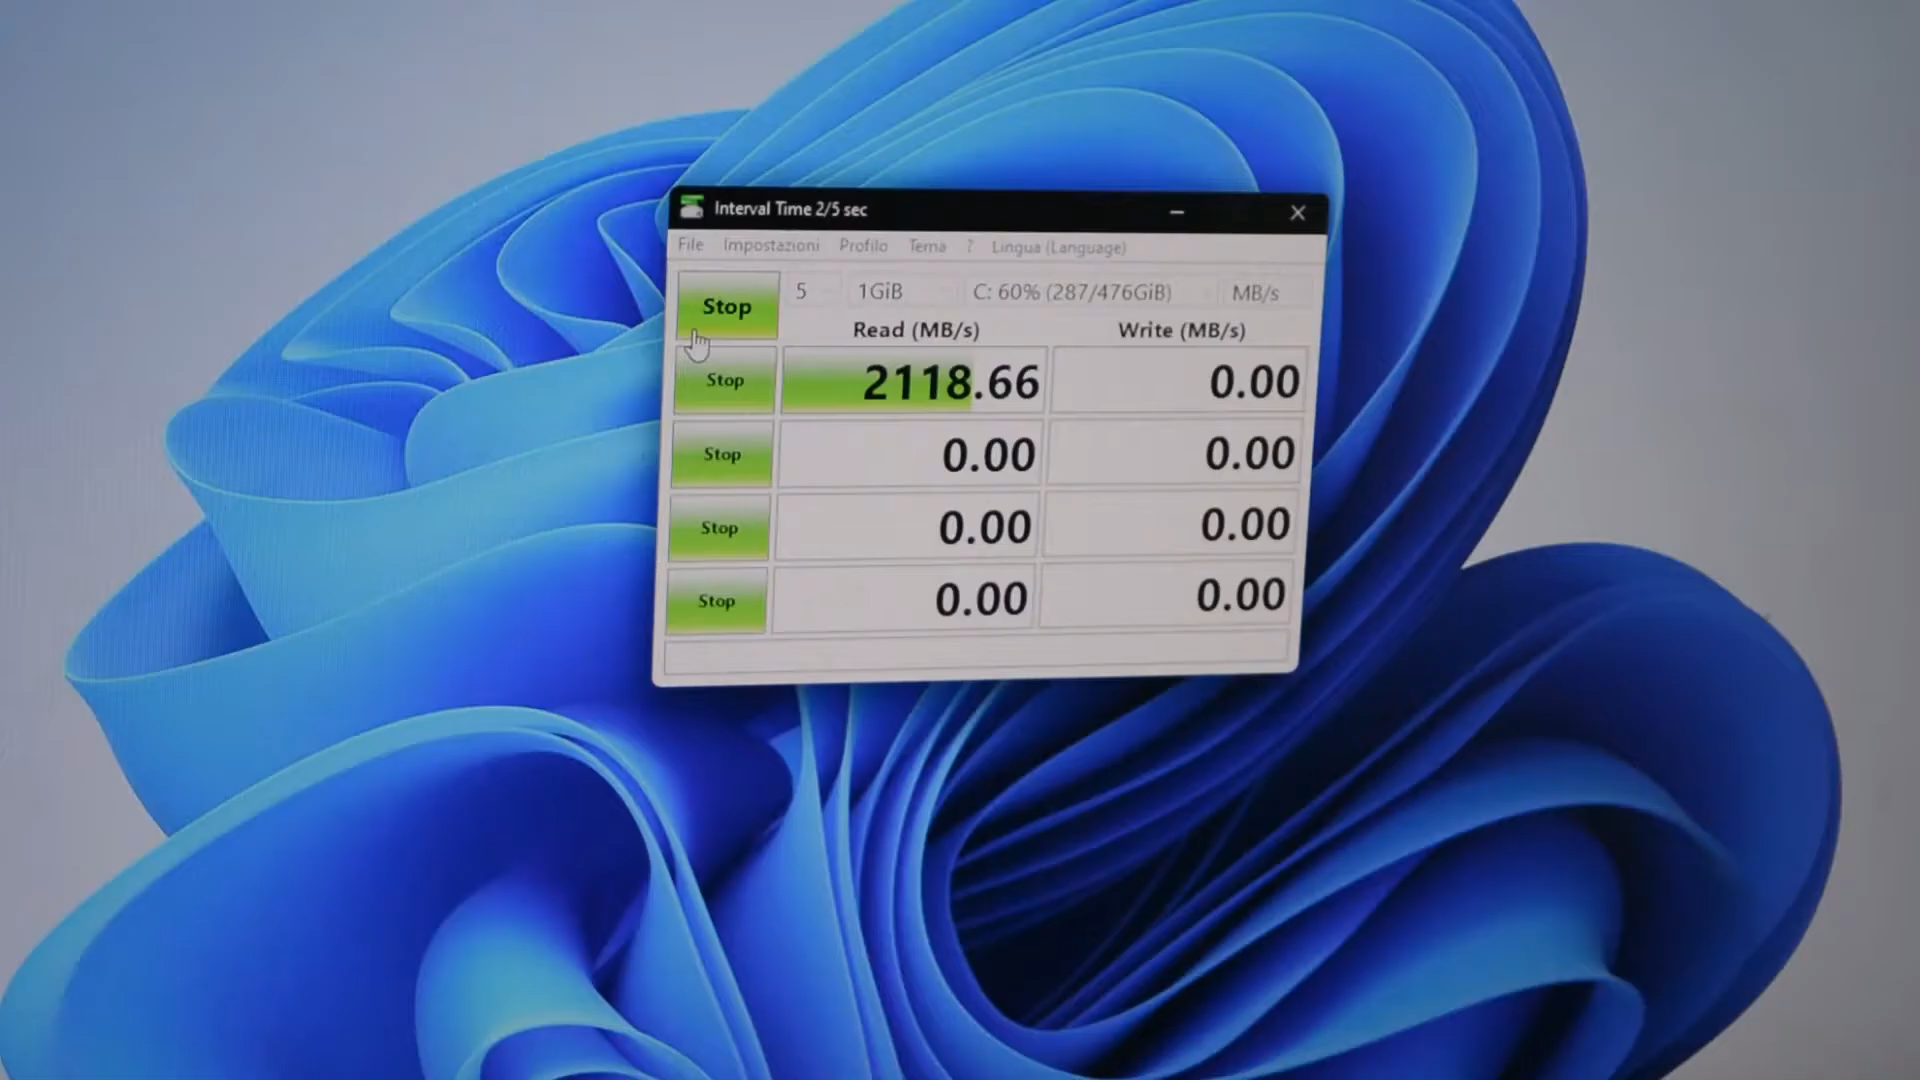 Interval Time 2/5 sec
File Impostazioni Profilo Tema ? Lingua (Language)
Stop 5 1GiB C: 60% (287/476GiB) MB/s
Read (MB/s) Write (MB/s)
Stop 2118.66 0.00
Stop 0.00 0.00
Stop 0.00 0.00
Stop 0.00 0.00